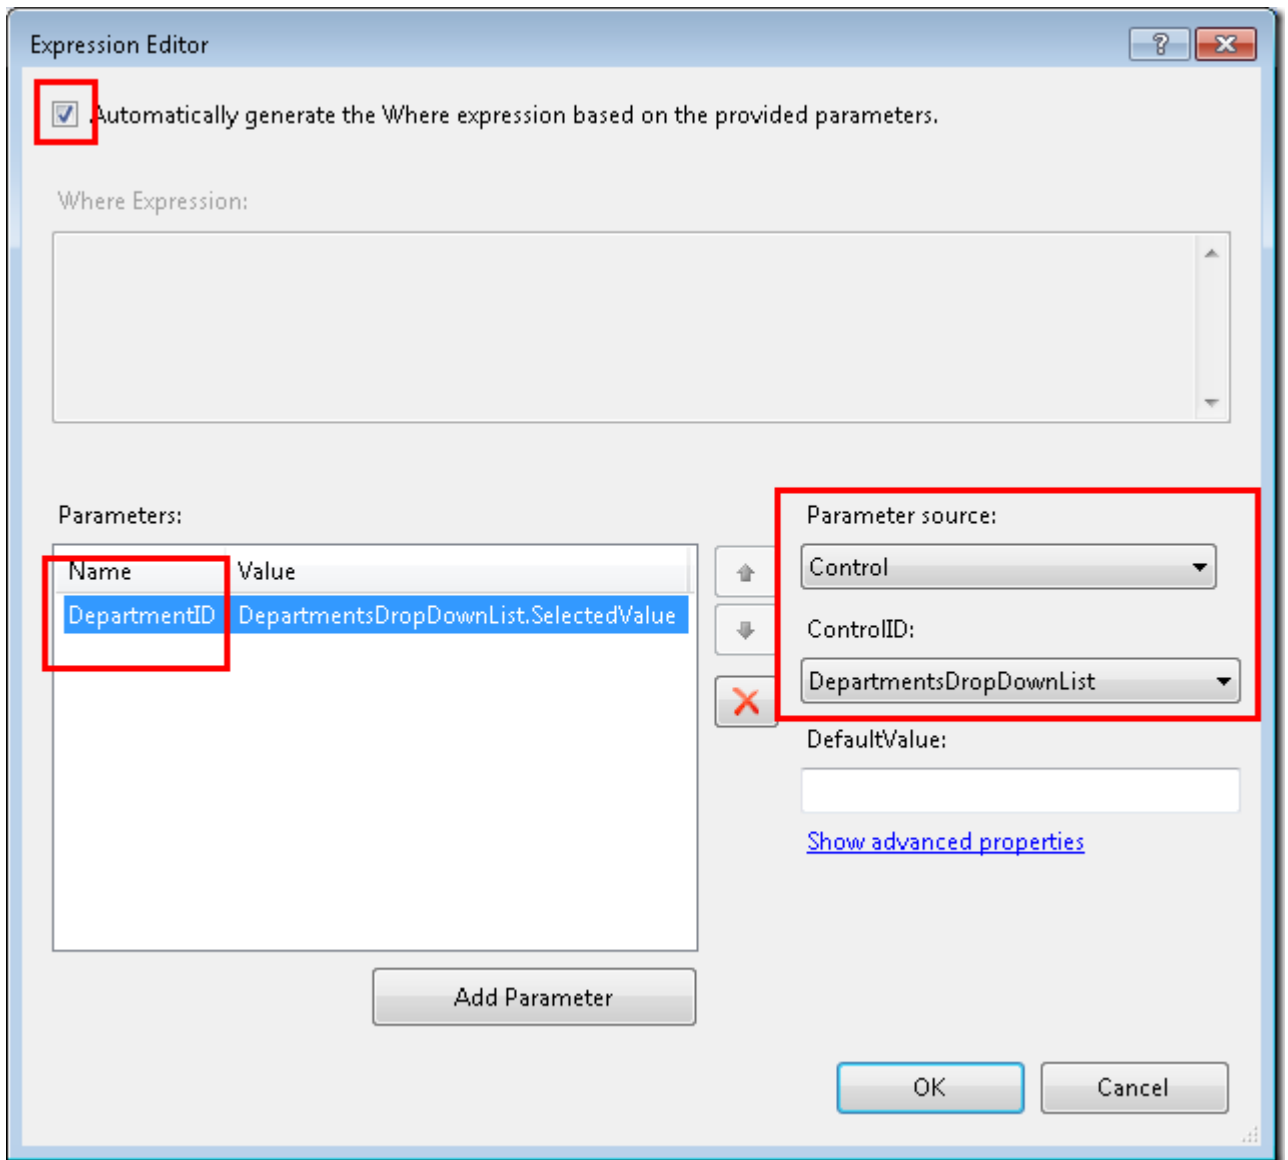 Expression Editor
Automatically generate the Where expression based on the provided parameters.
Where Expression:
Parameters:
Parameter source:
Name Value
Control
DepartmentID DepartmentsDropDownList.SelectedValue
ControlID:
DepartmentsDropDownList
DefaultValue:
Show advanced properties
Add Parameter
OK Cancel